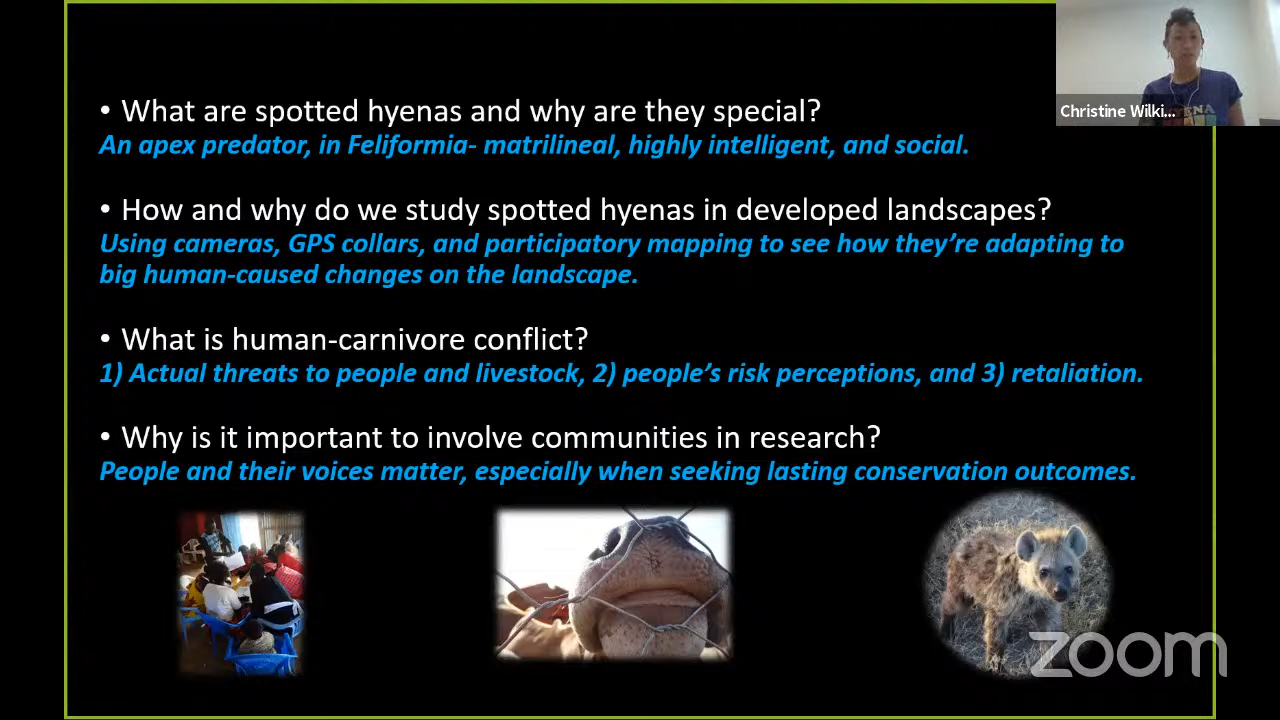 • What are spotted hyenas and why are they special?
An apex predator, in Feliformia- matrilineal, highly intelligent, and social.
• How and why do we study spotted hyenas in developed landscapes?
Using cameras, GPS collars, and participatory mapping to see how they're adapting to
big human-caused changes on the landscape.
• What is human-carnivore conflict?
1) Actual threats to people and livestock, 2) people's risk perceptions, and 3) retaliation.
• Why is it important to involve communities in research?
People and their voices matter, especially when seeking lasting conservation outcomes.
Christine Wilki...
zoom